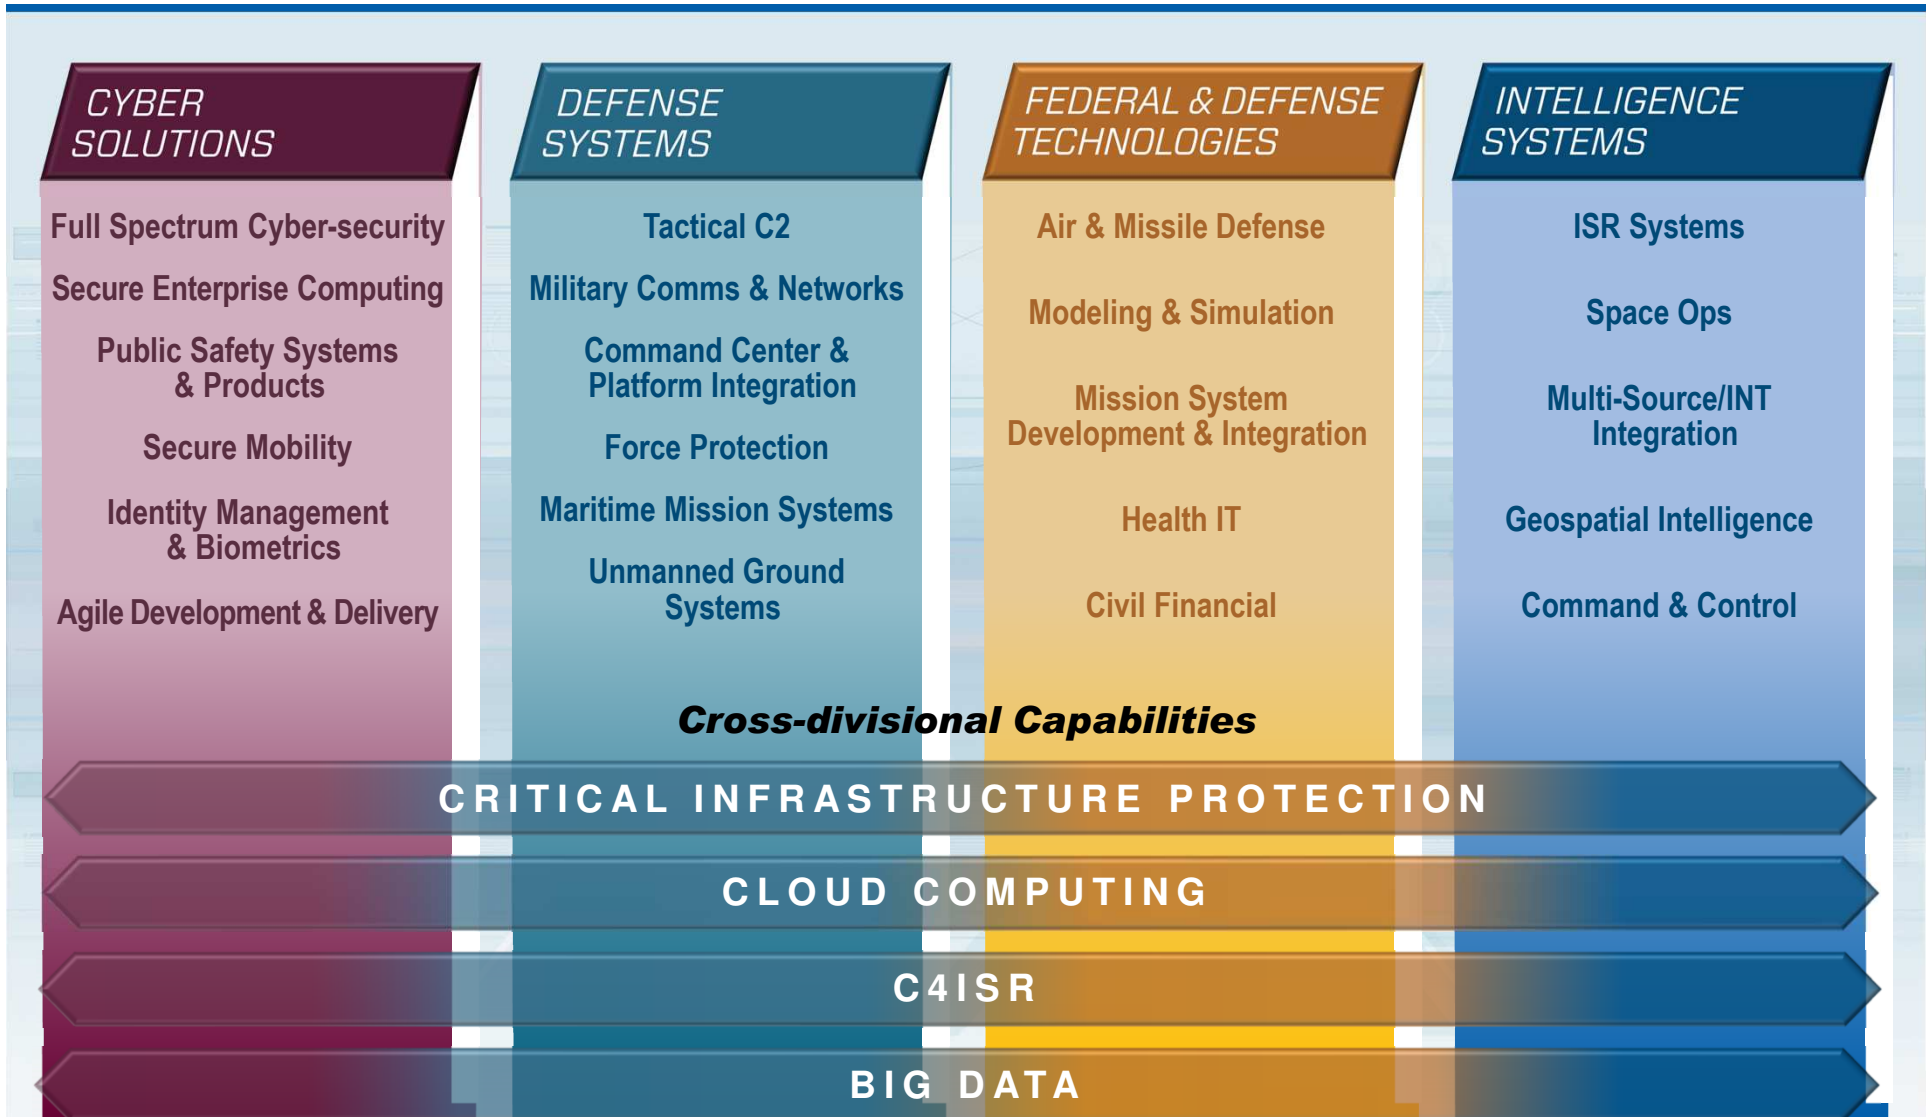 CYBER
SOLUTIONS
Full Spectrum Cyber-security
Secure Enterprise Computing
Public Safety Systems
& Products
Secure Mobility
Identity Management
& Biometrics
Agile Development & Delivery
DEFENSE
SYSTEMS
Tactical C2
Military Comms & Networks
Command Center &
Platform Integration
Force Protection
Maritime Mission Systems
Unmanned Ground
Systems
FEDERAL & DEFENSE
TECHNOLOGIES
Air & Missile Defense
Modeling & Simulation
Mission System
Development & Integration
Health IT
Civil Financial
INTELLIGENCE
SYSTEMS
ISR Systems
Space Ops
Multi-Source/INT
Integration
Geospatial Intelligence
Command & Control
Cross-divisional Capabilities
CRITICAL INFRASTRUCTURE PROTECTION
CLOUD COMPUTING
C4ISR
BIG DATA